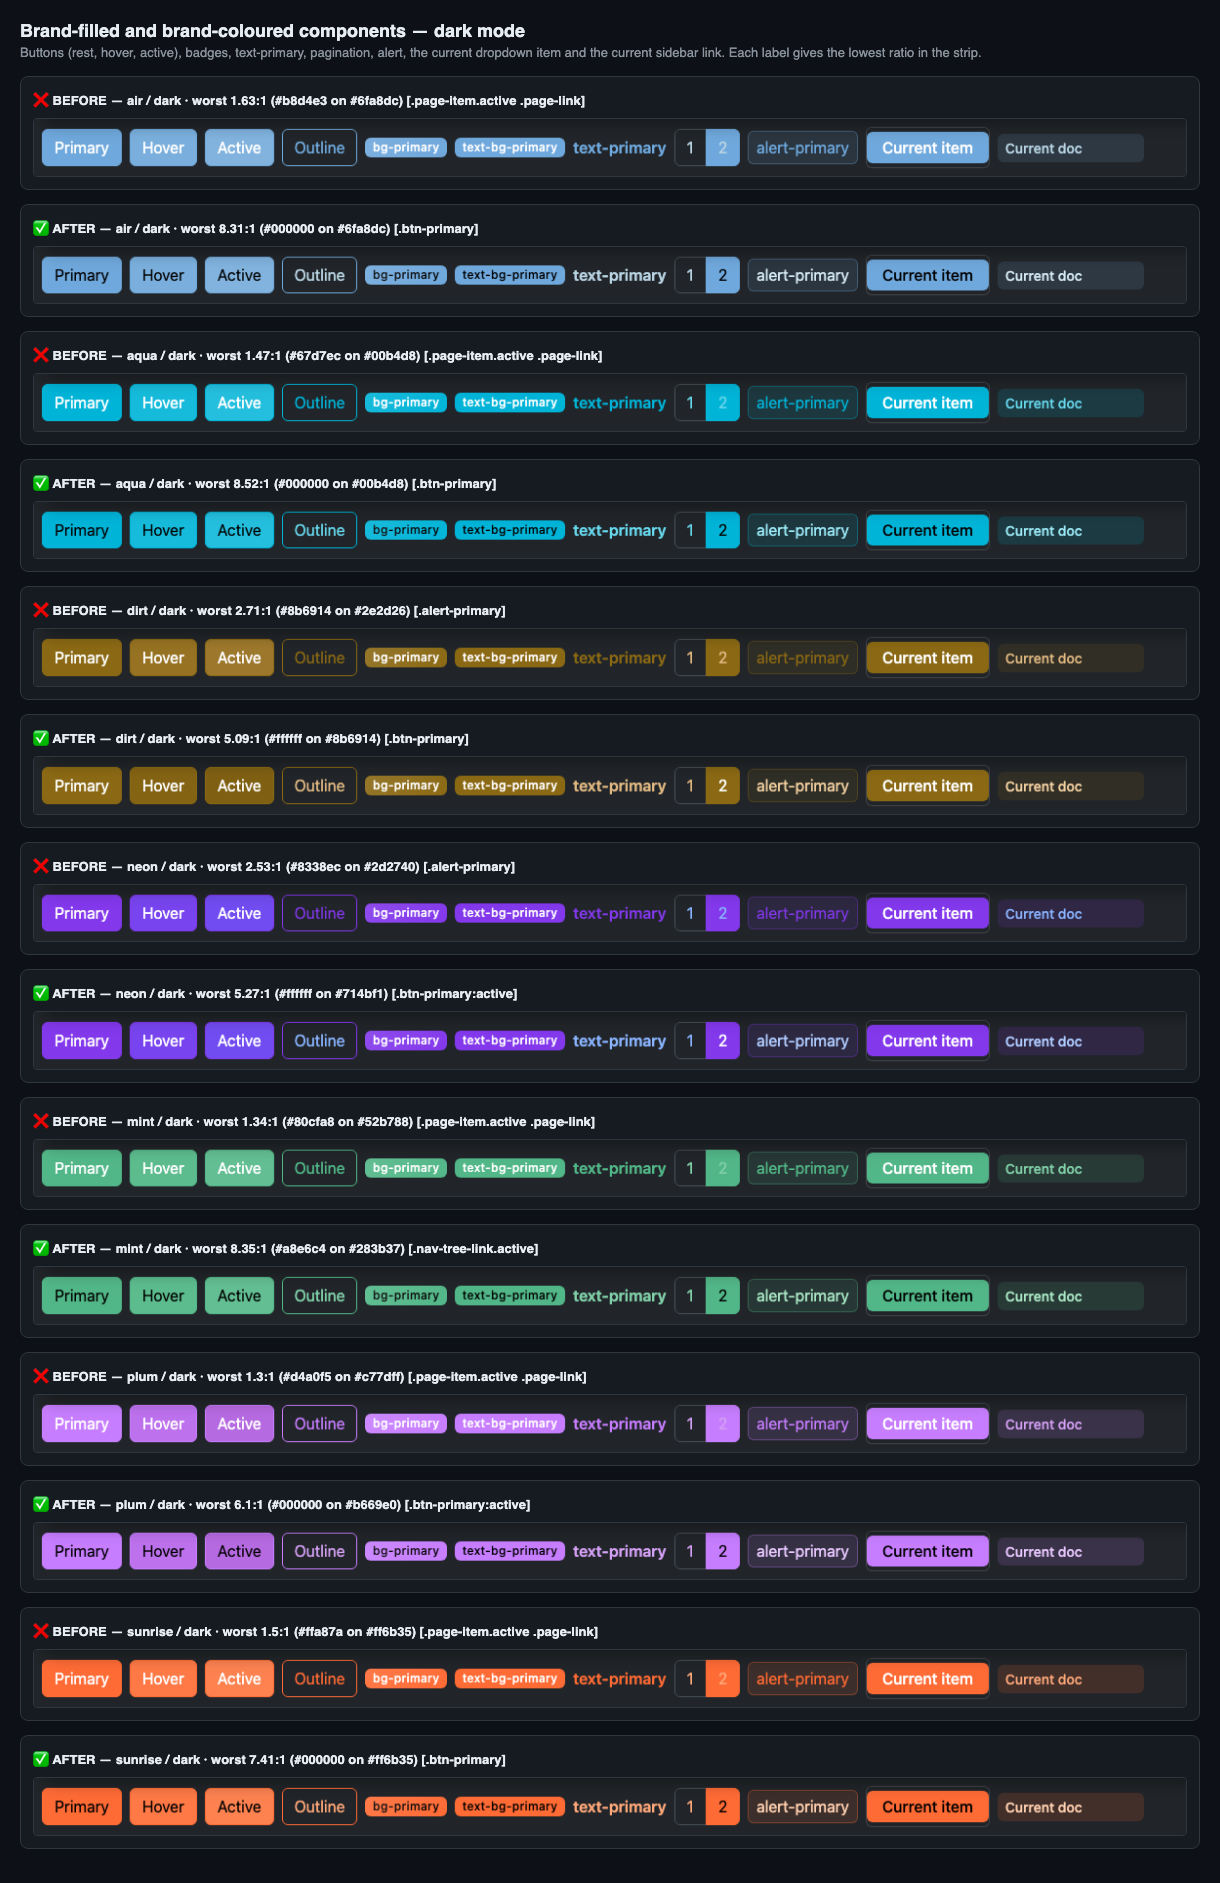 Brand-filled and brand-coloured components — dark mode
Buttons (rest, hover, active), badges, text-primary, pagination, alert, the current dropdown item and the current sidebar link. Each label gives the lowest ratio in the strip.
❌ BEFORE — air / dark · worst 1.63:1 (#b8d4e3 on #6fa8dc) [.page-item.active .page-link]
Primary Hover Active Outline bg-primary text-bg-primary text-primary 1 2 alert-primary Current item Current doc
✅ AFTER — air / dark · worst 8.31:1 (#000000 on #6fa8dc) [.btn-primary]
Primary Hover Active Outline bg-primary text-bg-primary text-primary 1 2 alert-primary Current item Current doc
❌ BEFORE — aqua / dark · worst 1.47:1 (#67d7ec on #00b4d8) [.page-item.active .page-link]
Primary Hover Active Outline bg-primary text-bg-primary text-primary 1 2 alert-primary Current item Current doc
✅ AFTER — aqua / dark · worst 8.52:1 (#000000 on #00b4d8) [.btn-primary]
Primary Hover Active Outline bg-primary text-bg-primary text-primary 1 2 alert-primary Current item Current doc
❌ BEFORE — dirt / dark · worst 2.71:1 (#8b6914 on #2e2d26) [.alert-primary]
Primary Hover Active Outline bg-primary text-bg-primary text-primary 1 2 alert-primary Current item Current doc
✅ AFTER — dirt / dark · worst 5.09:1 (#ffffff on #8b6914) [.btn-primary]
Primary Hover Active Outline bg-primary text-bg-primary text-primary 1 2 alert-primary Current item Current doc
❌ BEFORE — neon / dark · worst 2.53:1 (#8338ec on #2d2740) [.alert-primary]
Primary Hover Active Outline bg-primary text-bg-primary text-primary 1 2 alert-primary Current item Current doc
✅ AFTER — neon / dark · worst 5.27:1 (#ffffff on #714bf1) [.btn-primary:active]
Primary Hover Active Outline bg-primary text-bg-primary text-primary 1 2 alert-primary Current item Current doc
❌ BEFORE — mint / dark · worst 1.34:1 (#80cfa8 on #52b788) [.page-item.active .page-link]
Primary Hover Active Outline bg-primary text-bg-primary text-primary 1 2 alert-primary Current item Current doc
✅ AFTER — mint / dark · worst 8.35:1 (#a8e6c4 on #283b37) [.nav-tree-link.active]
Primary Hover Active Outline bg-primary text-bg-primary text-primary 1 2 alert-primary Current item Current doc
❌ BEFORE — plum / dark · worst 1.3:1 (#d4a0f5 on #c77dff) [.page-item.active .page-link]
Primary Hover Active Outline bg-primary text-bg-primary text-primary 1 2 alert-primary Current item Current doc
✅ AFTER — plum / dark · worst 6.1:1 (#000000 on #b669e0) [.btn-primary:active]
Primary Hover Active Outline bg-primary text-bg-primary text-primary 1 2 alert-primary Current item Current doc
❌ BEFORE — sunrise / dark · worst 1.5:1 (#ffa87a on #ff6b35) [.page-item.active .page-link]
Primary Hover Active Outline bg-primary text-bg-primary text-primary 1 2 alert-primary Current item Current doc
✅ AFTER — sunrise / dark · worst 7.41:1 (#000000 on #ff6b35) [.btn-primary]
Primary Hover Active Outline bg-primary text-bg-primary text-primary 1 2 alert-primary Current item Current doc